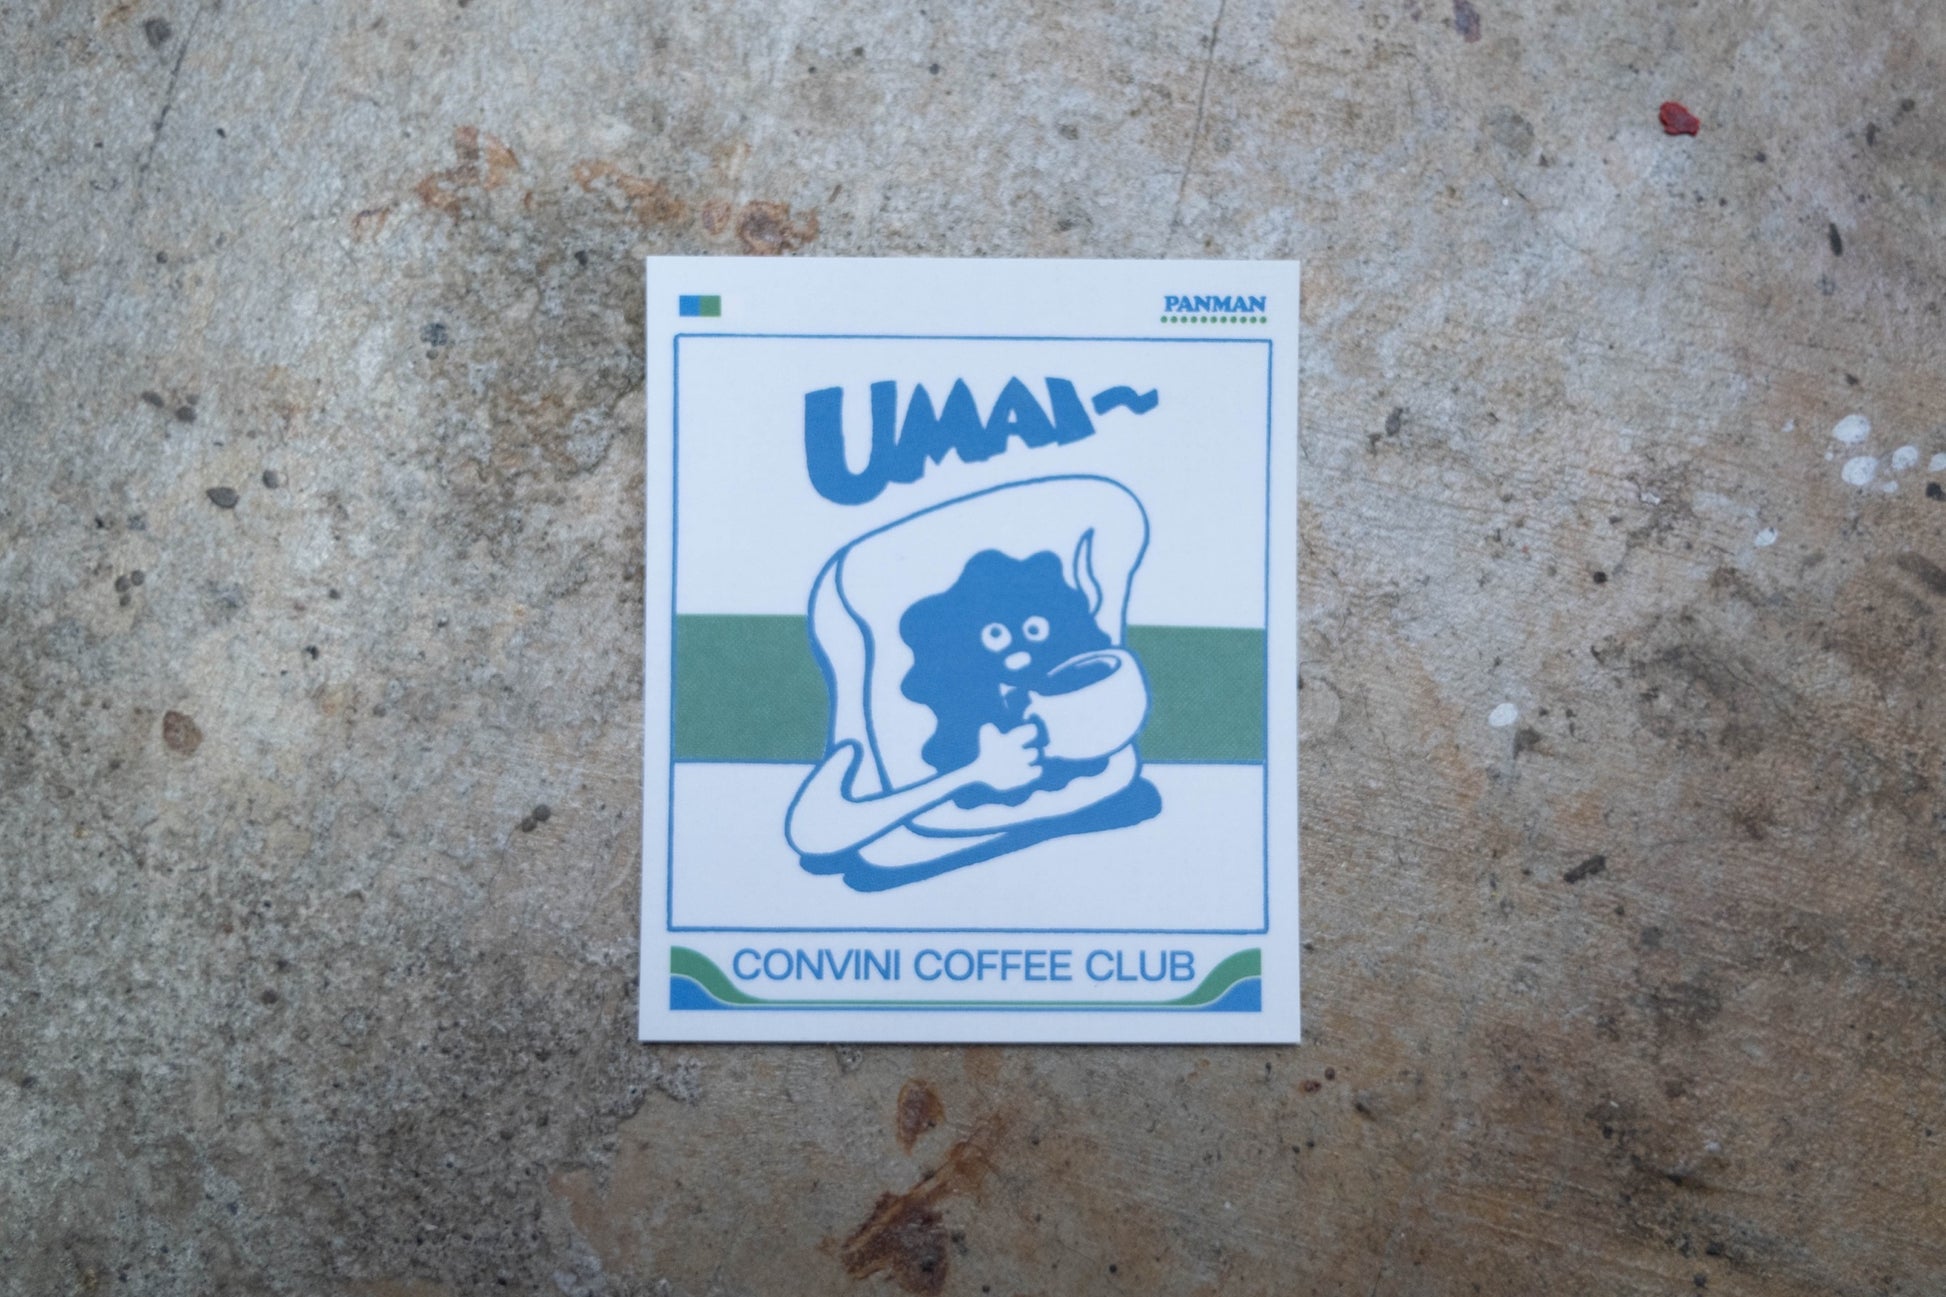 PANMAN
UMAI~
CONVINI COFFEE CLUB